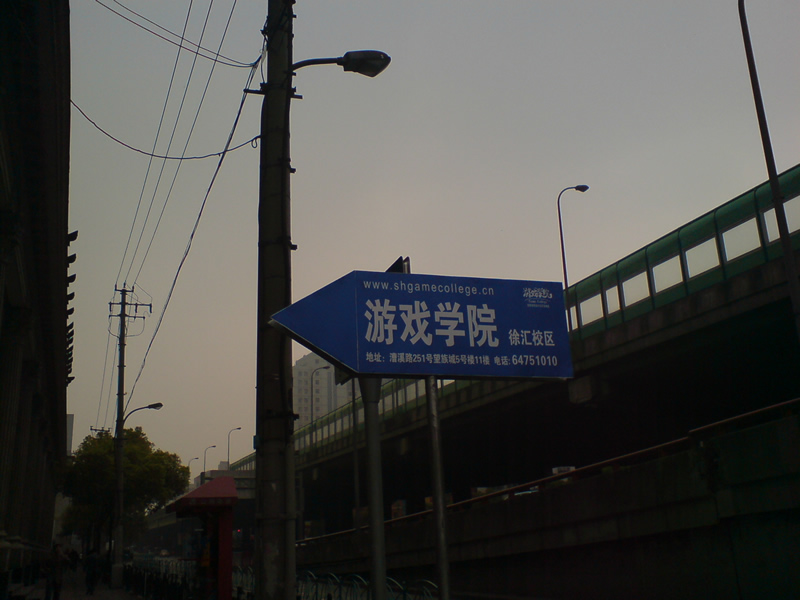 www.shgamecollege.cn
游戏学院 徐汇校区
地址：漕溪路251号望族城5号楼11楼 电话：64751010